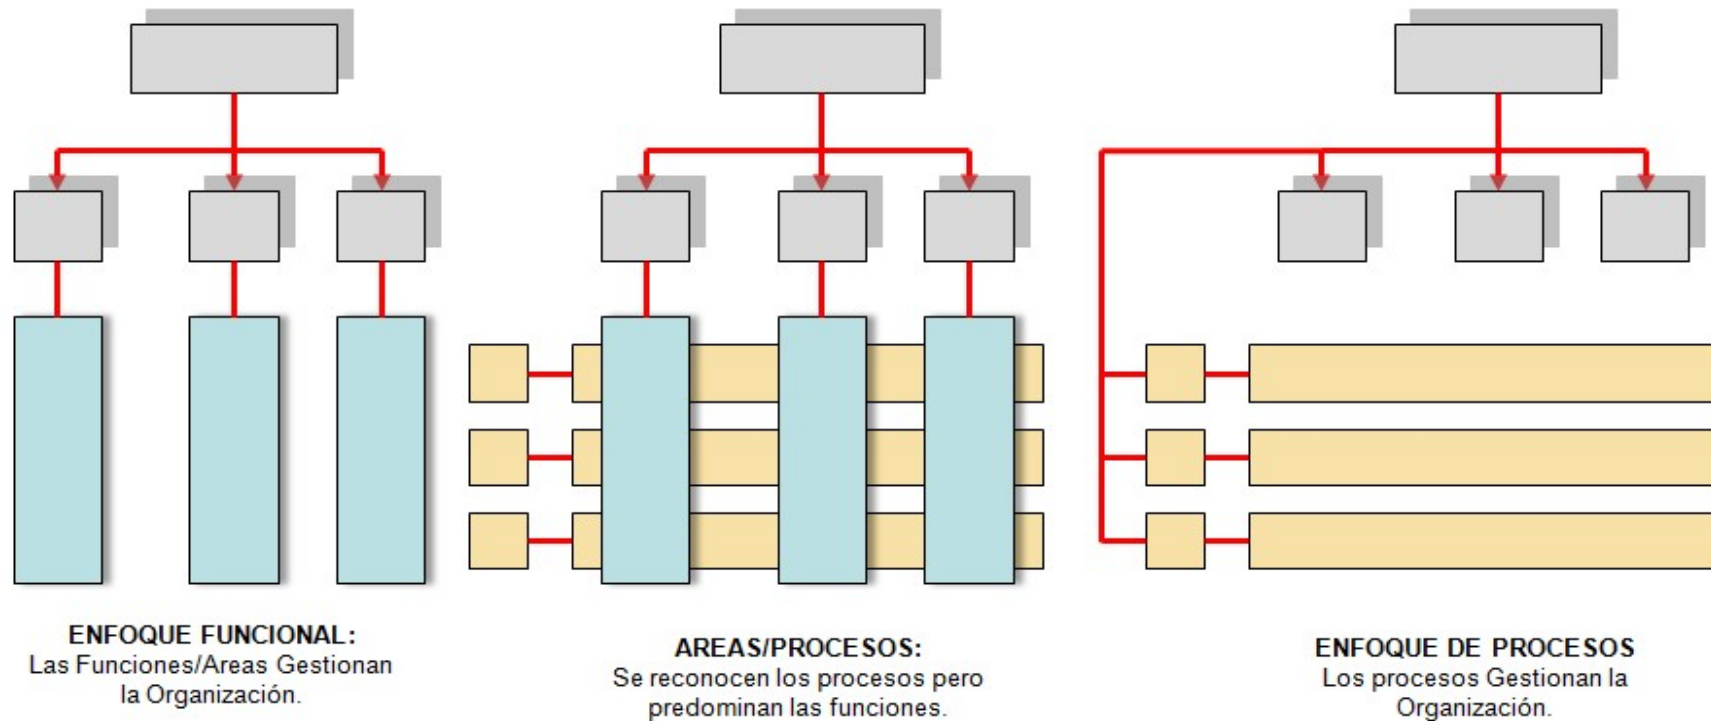 ENFOQUE FUNCIONAL:
Las Funciones/Areas Gestionan
la Organización.
AREAS/PROCESOS:
Se reconocen los procesos pero
predominan las funciones.
ENFOQUE DE PROCESOS
Los procesos Gestionan la
Organización.